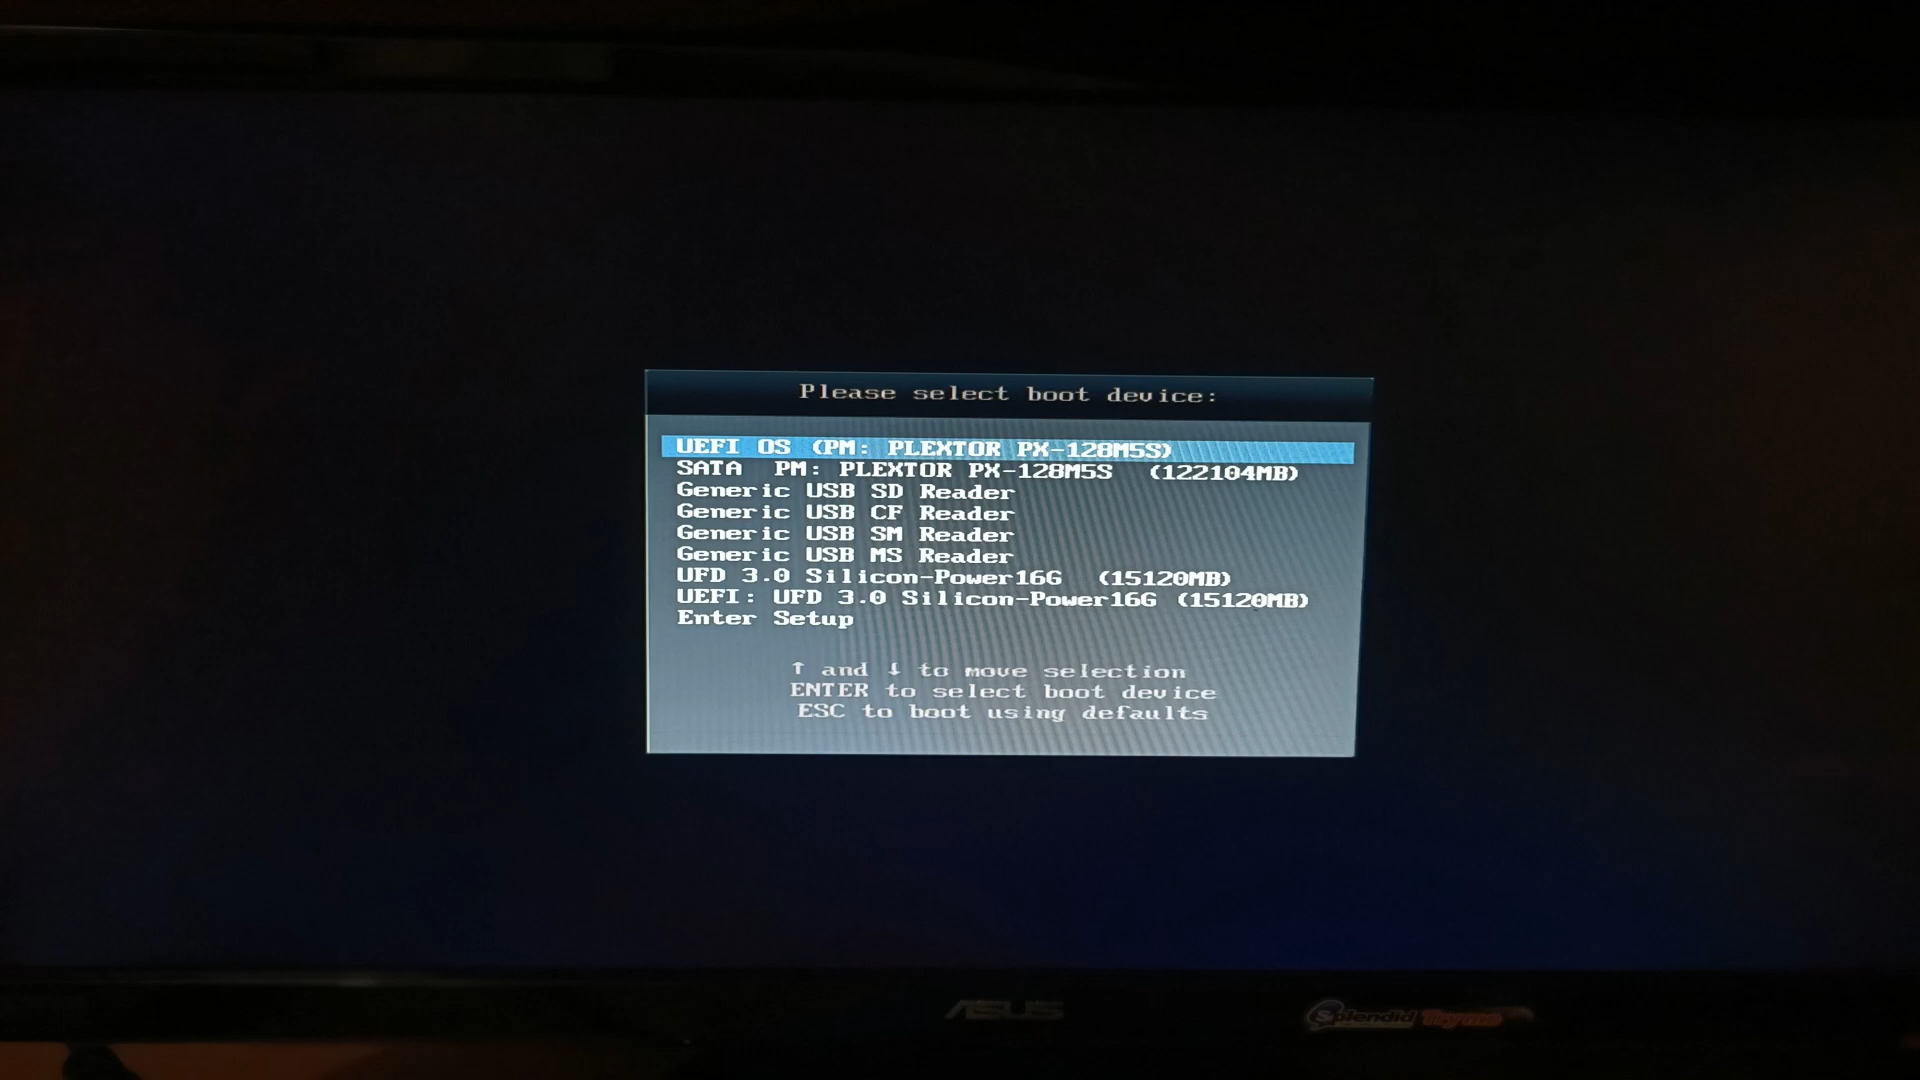 Please select boot device:
UEFI OS (PM: PLEXTOR PX-128M5S)
SATA  PM: PLEXTOR PX-128M5S  (122104MB)
Generic USB SD Reader
Generic USB CF Reader
Generic USB SM Reader
Generic USB MS Reader
UFD 3.0 Silicon-Power16G  (15120MB)
UEFI: UFD 3.0 Silicon-Power16G (15120MB)
Enter Setup
↑ and ↓ to move selection
ENTER to select boot device
ESC to boot using defaults
ASUS
Splendid